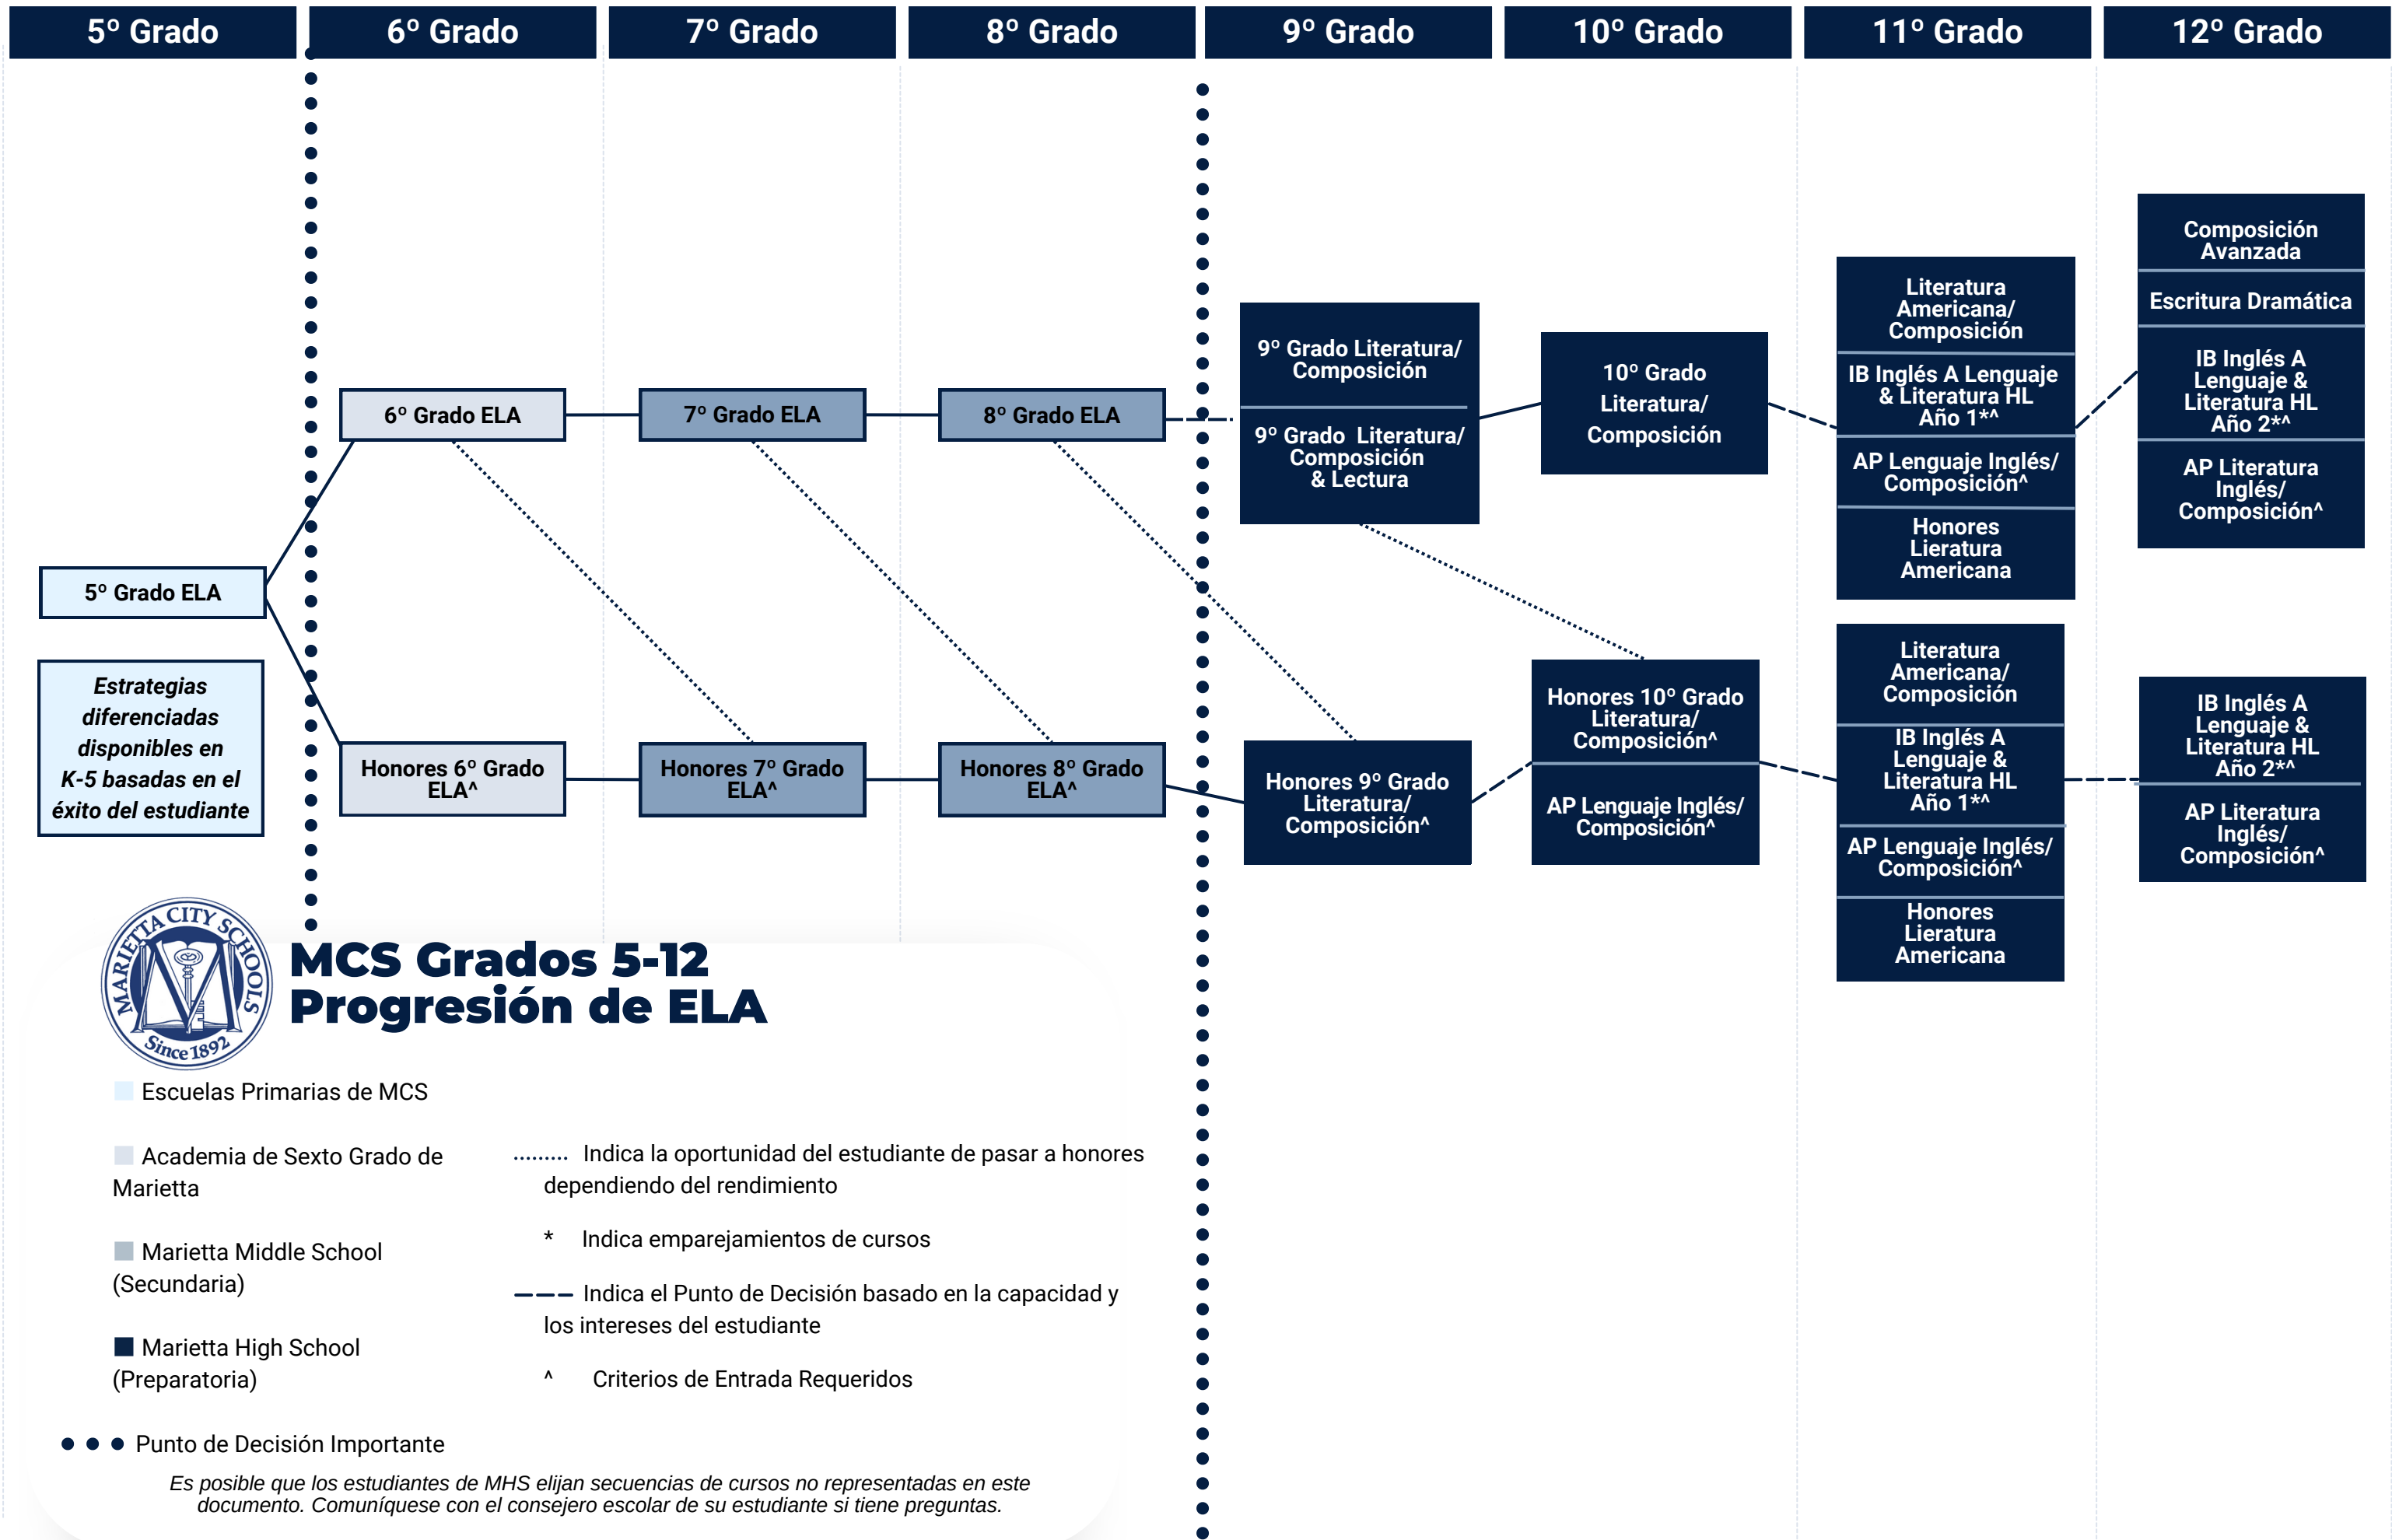 5º Grado
6º Grado
7º Grado
8º Grado
9º Grado
10º Grado
11º Grado
12º Grado
5º Grado ELA
Estrategias
diferenciadas
disponibles en
K-5 basadas en el
éxito del estudiante
6º Grado ELA
7º Grado ELA
8º Grado ELA
9º Grado Literatura/
Composición
9º Grado Literatura/
Composición
& Lectura
10º Grado
Literatura/
Composición
Literatura
Americana/
Composición
IB Inglés A Lenguaje
& Literatura HL
Año 1*^
AP Lenguaje Inglés/
Composición^
Honores
Lieratura
Americana
Composición
Avanzada
Escritura Dramática
IB Inglés A
Lenguaje &
Literatura HL
Año 2*^
AP Literatura
Inglés/
Composición^
Honores 6º Grado
ELA^
Honores 7º Grado
ELA^
Honores 8º Grado
ELA^
Honores 9º Grado
Literatura/
Composición^
Honores 10º Grado
Literatura/
Composición^
AP Lenguaje Inglés/
Composición^
Literatura
Americana/
Composición
IB Inglés A
Lenguaje &
Literatura HL
Año 1*^
AP Lenguaje Inglés/
Composición^
Honores
Lieratura
Americana
IB Inglés A
Lenguaje &
Literatura HL
Año 2*^
AP Literatura
Inglés/
Composición^
MARIETTA CITY SCHOOLS
Since 1892
MCS Grados 5-12
Progresión de ELA
Escuelas Primarias de MCS
Academia de Sexto Grado de
Marietta
Marietta Middle School
(Secundaria)
Marietta High School
(Preparatoria)
Punto de Decisión Importante
Indica la oportunidad del estudiante de pasar a honores
dependiendo del rendimiento
* Indica emparejamientos de cursos
Indica el Punto de Decisión basado en la capacidad y
los intereses del estudiante
^ Criterios de Entrada Requeridos
Es posible que los estudiantes de MHS elijan secuencias de cursos no representadas en este
documento. Comuníquese con el consejero escolar de su estudiante si tiene preguntas.